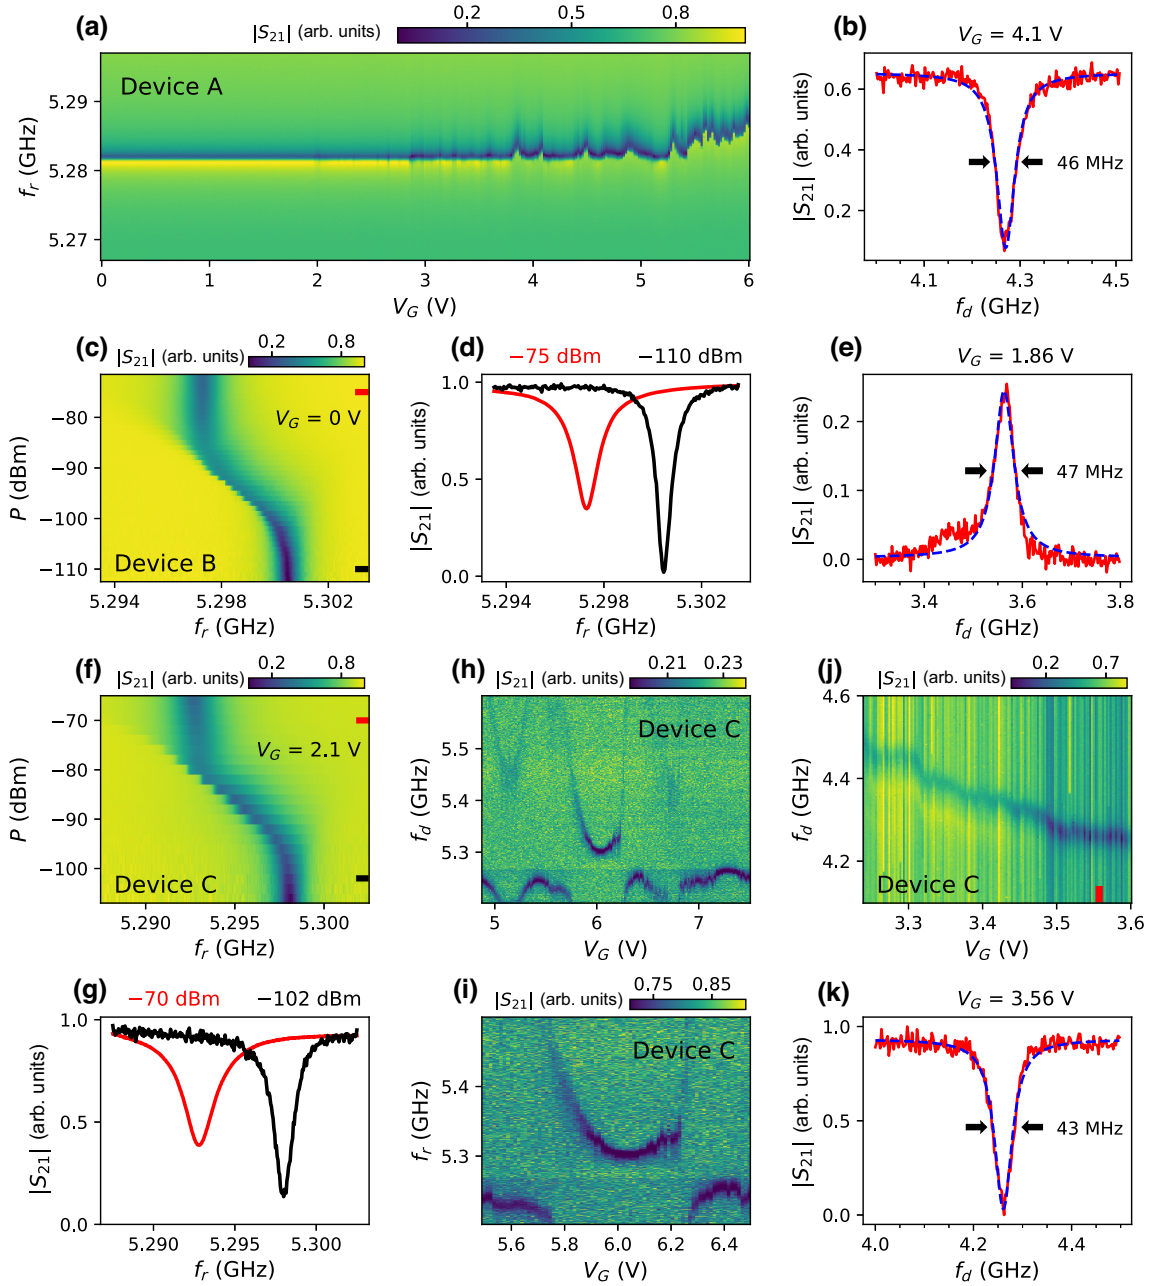 (a)
|S21| (arb. units)
0.2 0.5 0.8
Device A
5.29
5.28
5.27
fr (GHz)
0 1 2 3 4 5 6
VG (V)
(b)
VG = 4.1 V
|S21| (arb. units)
0.6
0.4
0.2
46 MHz
4.1 4.3 4.5
fd (GHz)
(c)
|S21| (arb. units)
0.2 0.8
−80
−90
−100
−110
P (dBm)
VG = 0 V
Device B
5.294 5.298 5.302
fr (GHz)
(d)
−75 dBm −110 dBm
|S21| (arb. units)
1.0
0.5
0.0
5.294 5.298 5.302
fr (GHz)
(e)
VG = 1.86 V
|S21| (arb. units)
0.2
0.1
0.0
47 MHz
3.4 3.6 3.8
fd (GHz)
(f)
|S21| (arb. units)
0.2 0.8
−70
−80
−90
−100
P (dBm)
VG = 2.1 V
Device C
5.290 5.295 5.300
fr (GHz)
(h)
|S21| (arb. units)
0.21 0.23
Device C
5.5
5.4
5.3
fd (GHz)
5 6 7
VG (V)
(j)
|S21| (arb. units)
0.2 0.7
4.6
4.4
4.2
fd (GHz)
Device C
3.3 3.4 3.5 3.6
VG (V)
(g)
−70 dBm −102 dBm
|S21| (arb. units)
1.0
0.5
0.0
5.290 5.295 5.300
fr (GHz)
(i)
|S21| (arb. units)
0.75 0.85
Device C
5.4
5.3
fr (GHz)
5.6 5.8 6.0 6.2 6.4
VG (V)
(k)
VG = 3.56 V
|S21| (arb. units)
1.0
0.5
0.0
43 MHz
4.0 4.2 4.4
fd (GHz)